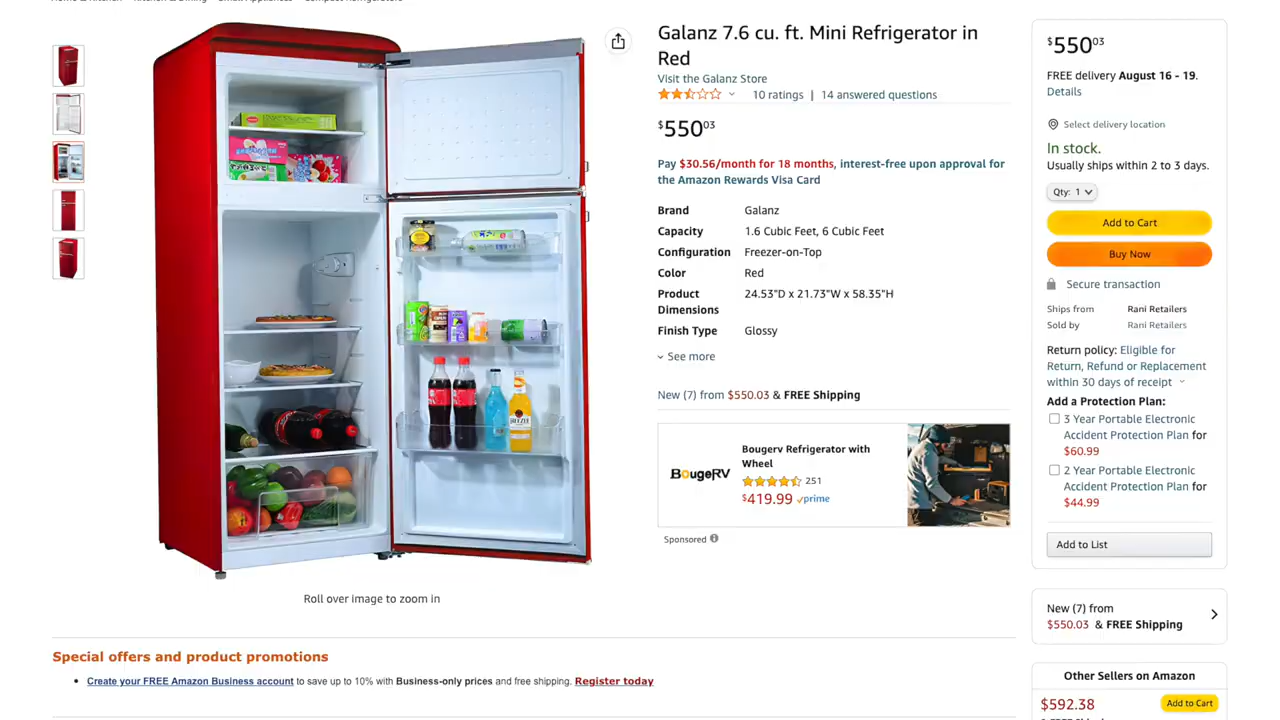 Galanz 7.6 cu. ft. Mini Refrigerator in
Red
Visit the Galanz Store
10 ratings | 14 answered questions
$550 03
Pay $30.56/month for 18 months, interest-free upon approval for
the Amazon Rewards Visa Card
Brand Galanz
Capacity 1.6 Cubic Feet, 6 Cubic Feet
Configuration Freezer-on-Top
Color Red
Product Dimensions 24.53"D x 21.73"W x 58.35"H
Finish Type Glossy
See more
New (7) from $550.03 & FREE Shipping
BougeRV
Bougerv Refrigerator with
Wheel
251
$419.99 prime
Sponsored
Roll over image to zoom in
Special offers and product promotions
• Create your FREE Amazon Business account to save up to 10% with Business-only prices and free shipping. Register today
$550 03
FREE delivery August 16 - 19.
Details
Select delivery location
In stock.
Usually ships within 2 to 3 days.
Qty: 1
Add to Cart
Buy Now
Secure transaction
Ships from Rani Retailers
Sold by Rani Retailers
Return policy: Eligible for
Return, Refund or Replacement
within 30 days of receipt
Add a Protection Plan:
3 Year Portable Electronic
Accident Protection Plan for
$60.99
2 Year Portable Electronic
Accident Protection Plan for
$44.99
Add to List
New (7) from
$550.03 & FREE Shipping
Other Sellers on Amazon
$592.38 Add to Cart